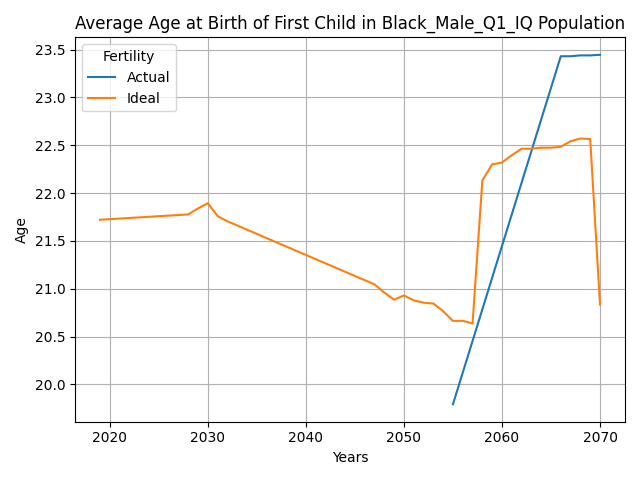 Average Age at Birth of First Child in Black_Male_Q1_IQ Population
Fertility
Actual
Ideal
23.5
23.0
22.5
22.0
21.5
21.0
20.5
20.0
Age
2020 2030 2040 2050 2060 2070
Years